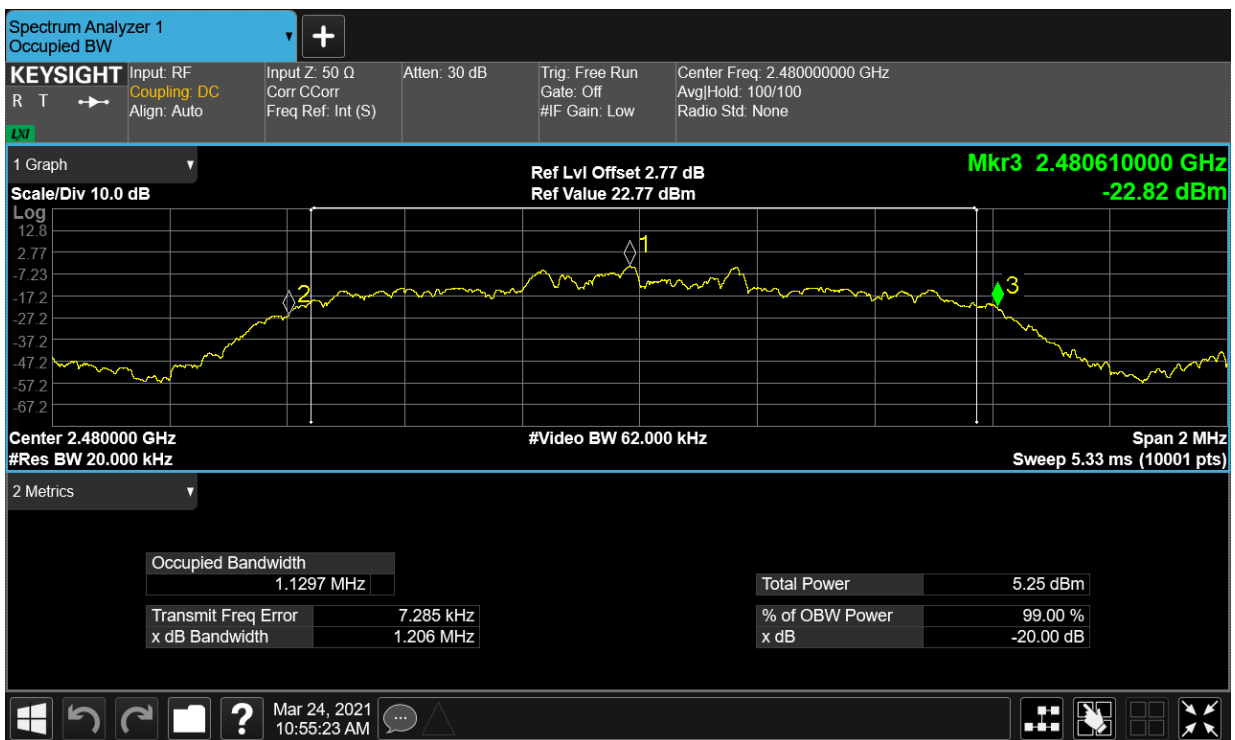 Spectrum Analyzer 1
Occupied BW
▼
+
KEYSIGHT
R T
LXI
Input: RF
Coupling: DC
Align: Auto
Input Z: 50 Ω
Corr CCorr
Freq Ref: Int (S)
Atten: 30 dB
Trig: Free Run
Gate: Off
#IF Gain: Low
Center Freq: 2.480000000 GHz
Avg|Hold: 100/100
Radio Std: None
1 Graph ▼
Scale/Div 10.0 dB
Ref Lvl Offset 2.77 dB
Ref Value 22.77 dBm
Mkr3 2.480610000 GHz
-22.82 dBm
Log
12.8
2.77
-7.23
-17.2
-27.2
-37.2
-47.2
-57.2
-67.2
1
2
3
Center 2.480000 GHz
#Res BW 20.000 kHz
#Video BW 62.000 kHz
Span 2 MHz
Sweep 5.33 ms (10001 pts)
2 Metrics ▼
Occupied Bandwidth
1.1297 MHz
Transmit Freq Error 7.285 kHz
x dB Bandwidth 1.206 MHz
Total Power 5.25 dBm
% of OBW Power 99.00 %
x dB -20.00 dB
?
Mar 24, 2021
10:55:23 AM